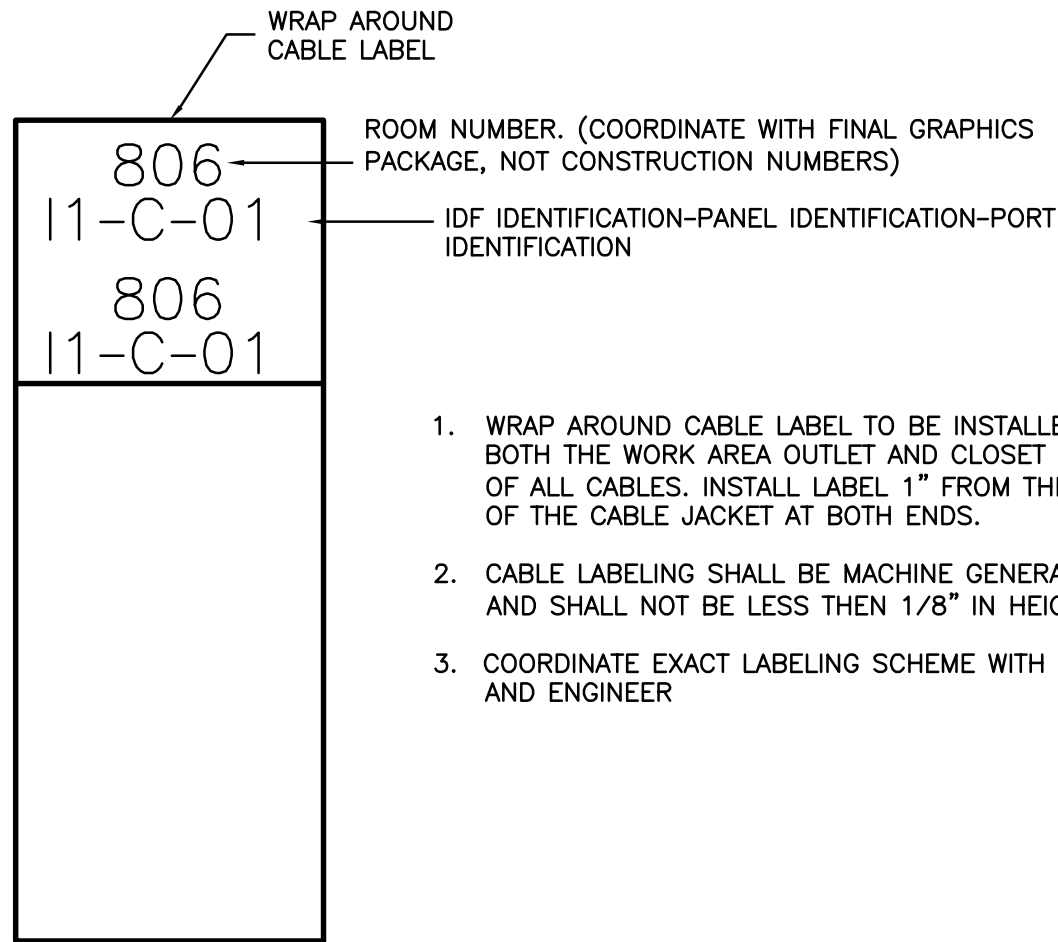 WRAP AROUND
CABLE LABEL
ROOM NUMBER. (COORDINATE WITH FINAL GRAPHICS
PACKAGE, NOT CONSTRUCTION NUMBERS)
806
I1-C-01
IDF IDENTIFICATION-PANEL IDENTIFICATION-PORT
IDENTIFICATION
806
I1-C-01
1. WRAP AROUND CABLE LABEL TO BE
BOTH THE WORK AREA OUTLET AND CLOSET
OF ALL CABLES. INSTALL LABEL 1" FROM
OF THE CABLE JACKET AT BOTH ENDS.
2. CABLE LABELING SHALL BE MACHINE
AND SHALL NOT BE LESS THEN 1/8" IN
3. COORDINATE EXACT LABELING SCHEME WITH
AND ENGINEER